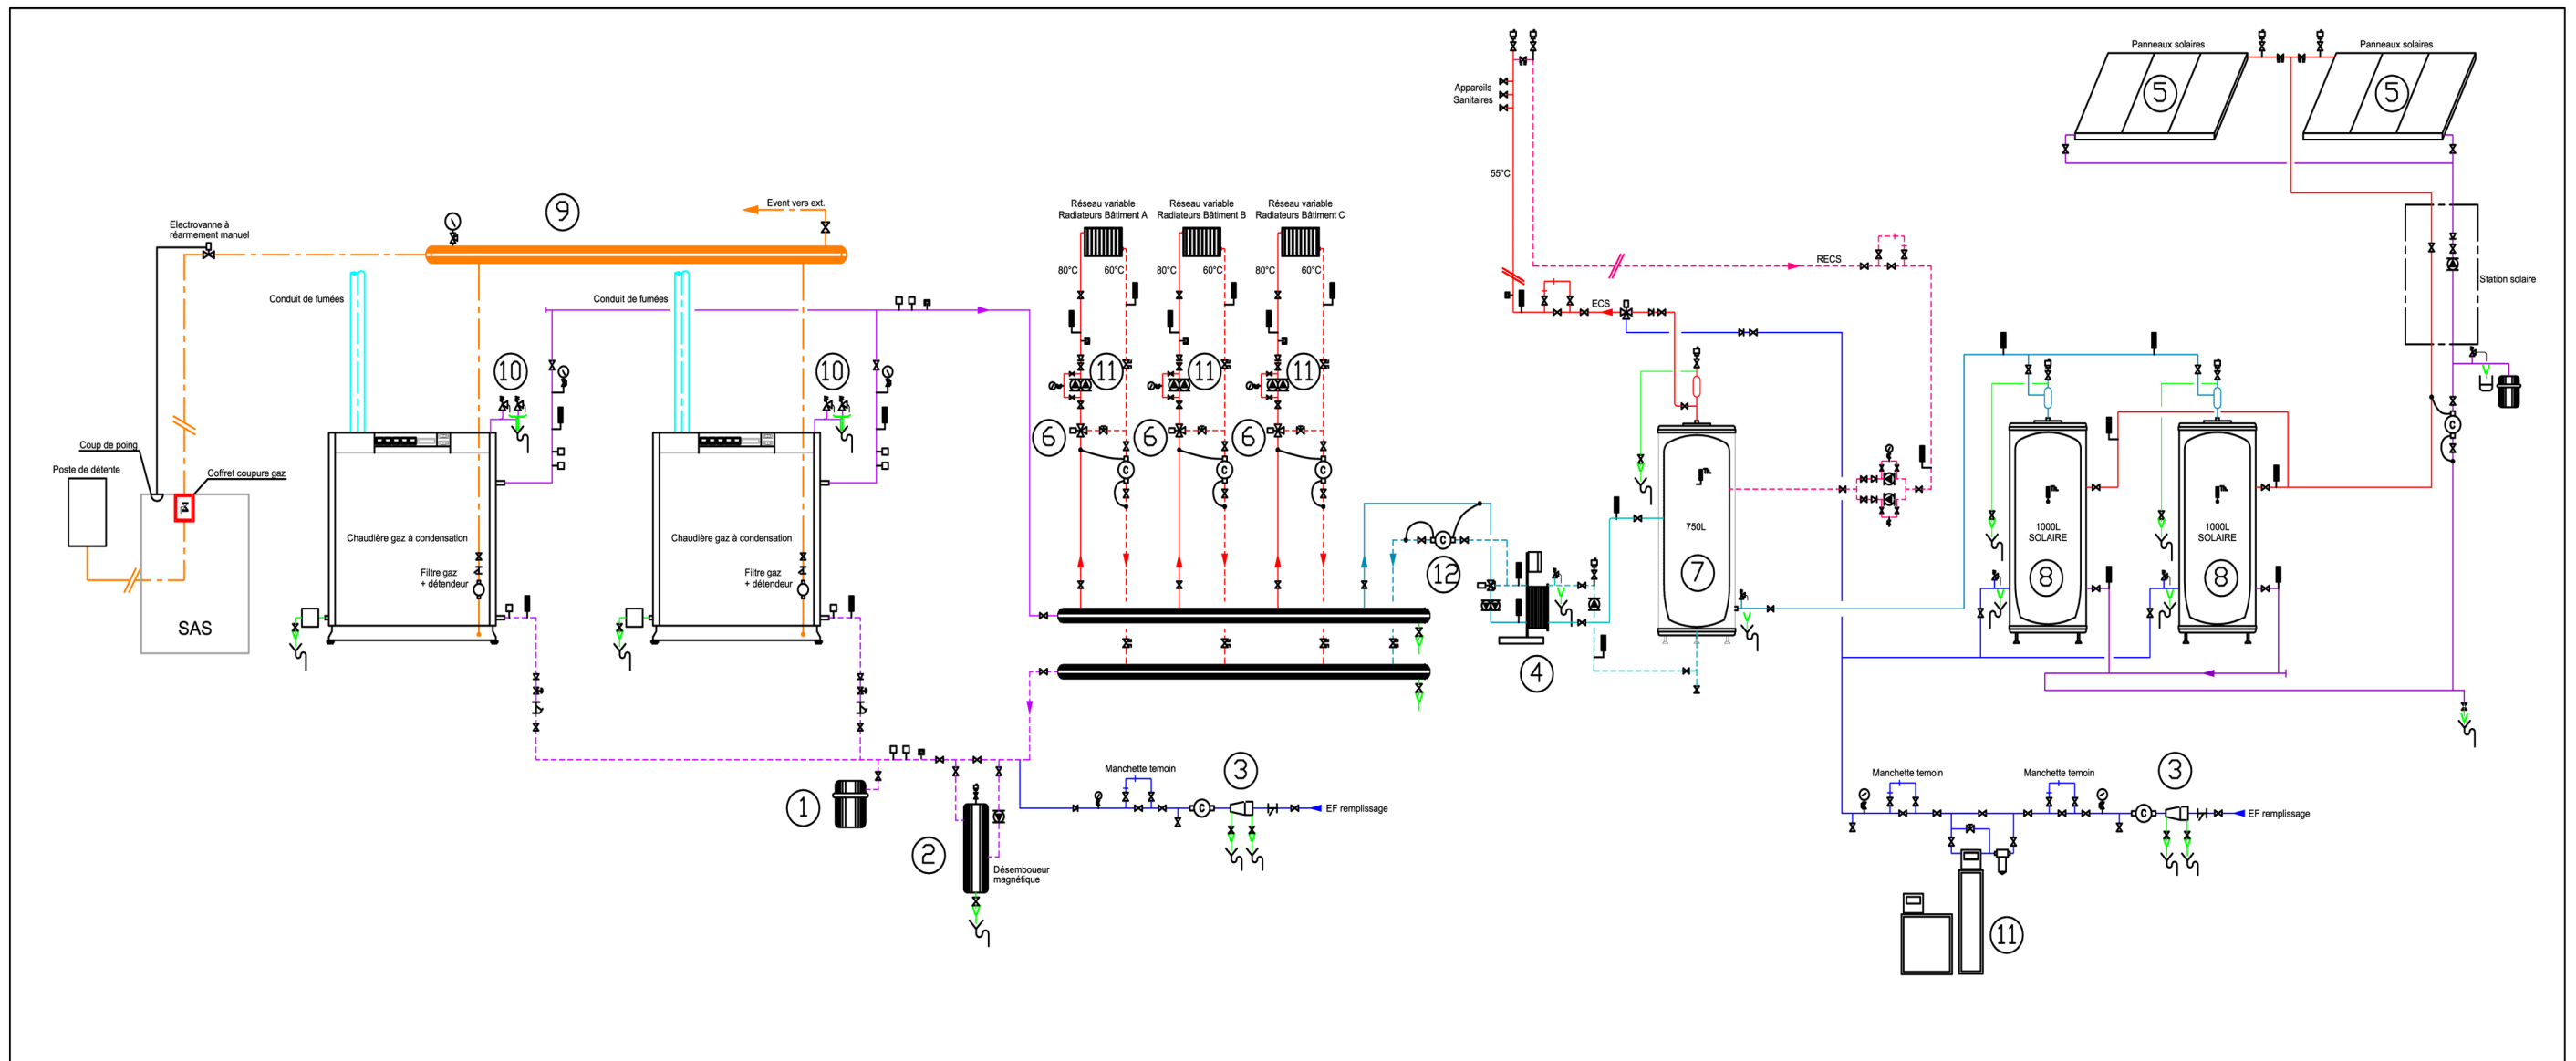 Panneaux solaires
Panneaux solaires
5
5
Appareils
Sanitaires
55°C
9
Event vers ext.
Electrovanne à
réarmement manuel
Réseau variable
Radiateurs Bâtiment A
Réseau variable
Radiateurs Bâtiment B
Réseau variable
Radiateurs Bâtiment C
80°C
60°C
80°C
60°C
80°C
60°C
RECS
Station solaire
Conduit de fumées
Conduit de fumées
ECS
10
10
11
11
11
6
6
6
Coup de poing
Poste de détente
Coffret coupure gaz
Chaudière gaz à condensation
Chaudière gaz à condensation
Filtre gaz
+ détendeur
Filtre gaz
+ détendeur
SAS
C
C
C
C
C
12
4
750L
7
1000L
SOLAIRE
8
1000L
SOLAIRE
8
1
2
Désemboueur
magnétique
Manchette temoin
3
C
EF remplissage
Manchette temoin
Manchette temoin
3
C
EF remplissage
11